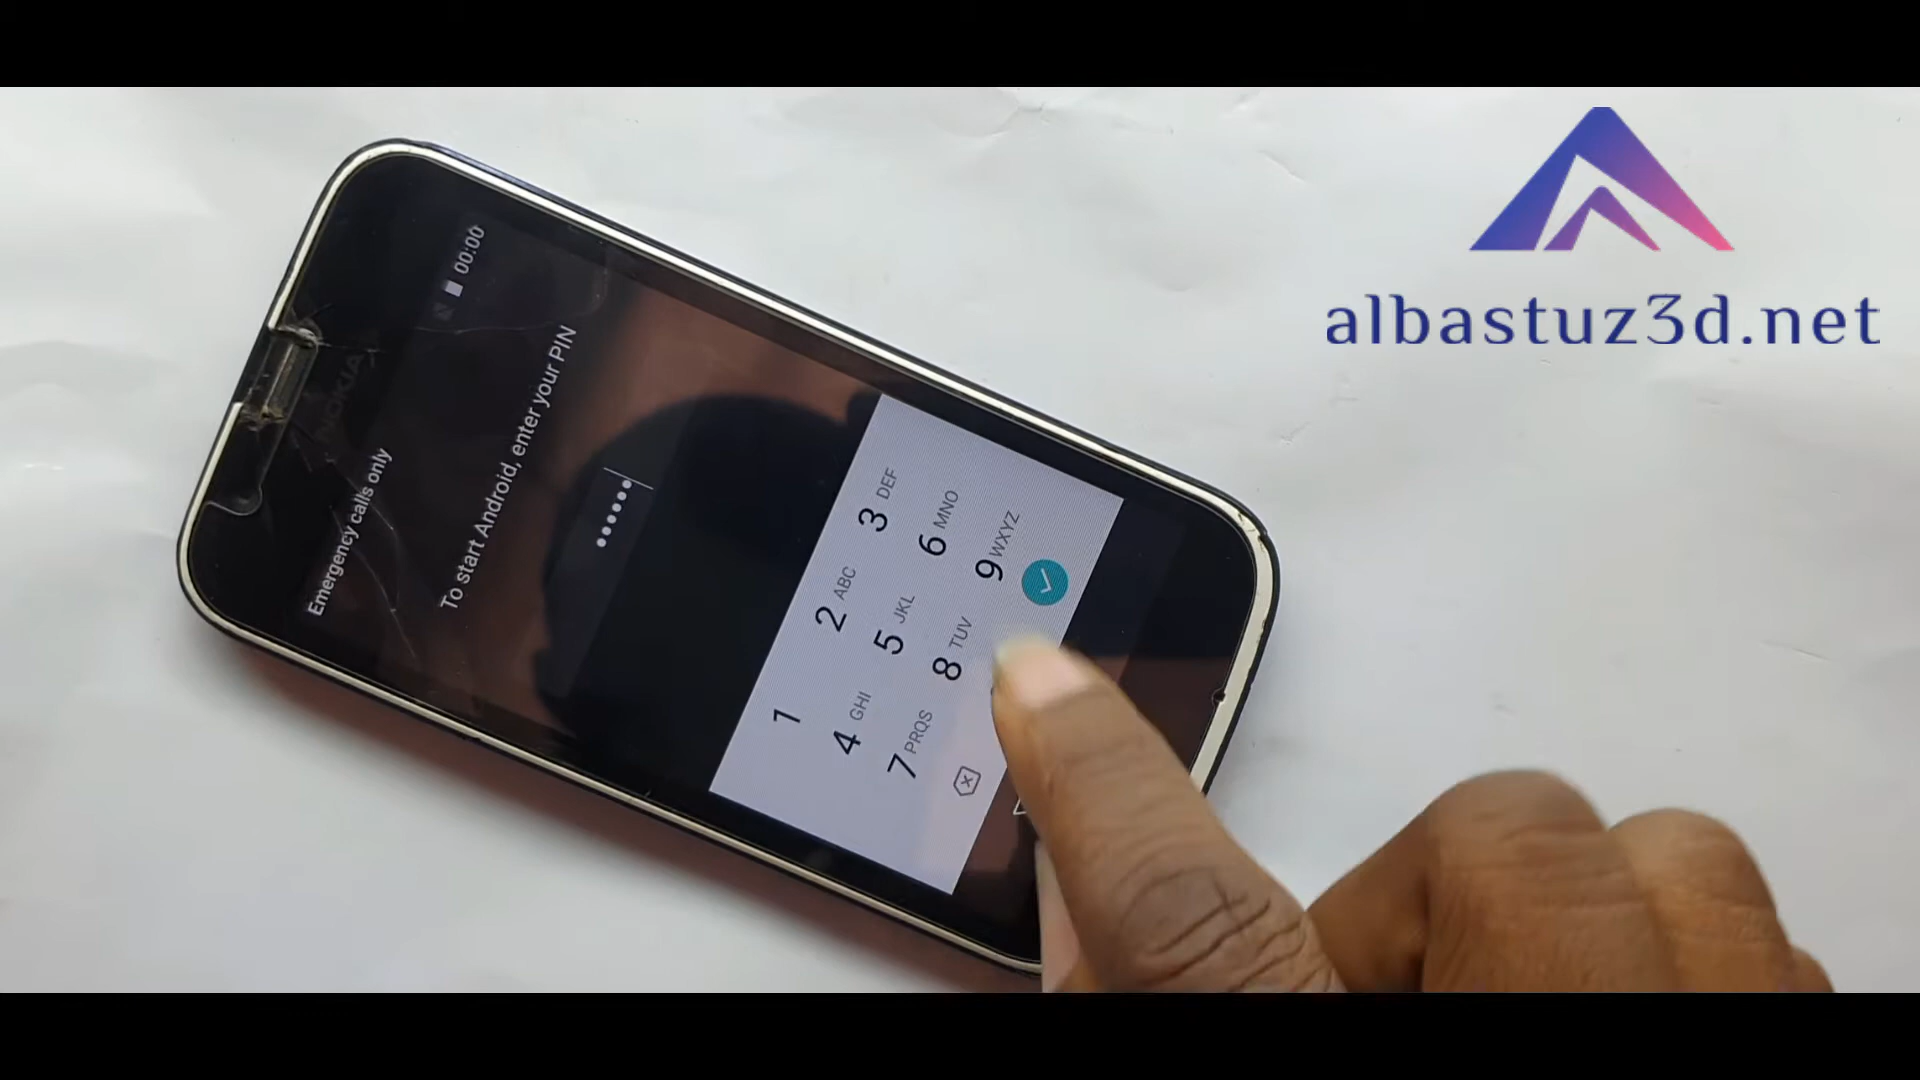 albastuz3d.net
NOKIA
00:00
Emergency calls only
To start Android, enter your PIN
••••••
1
2 ABC
3 DEF
4 GHI
5 JKL
6 MNO
7 PRQS
8 TUV
9 WXYZ